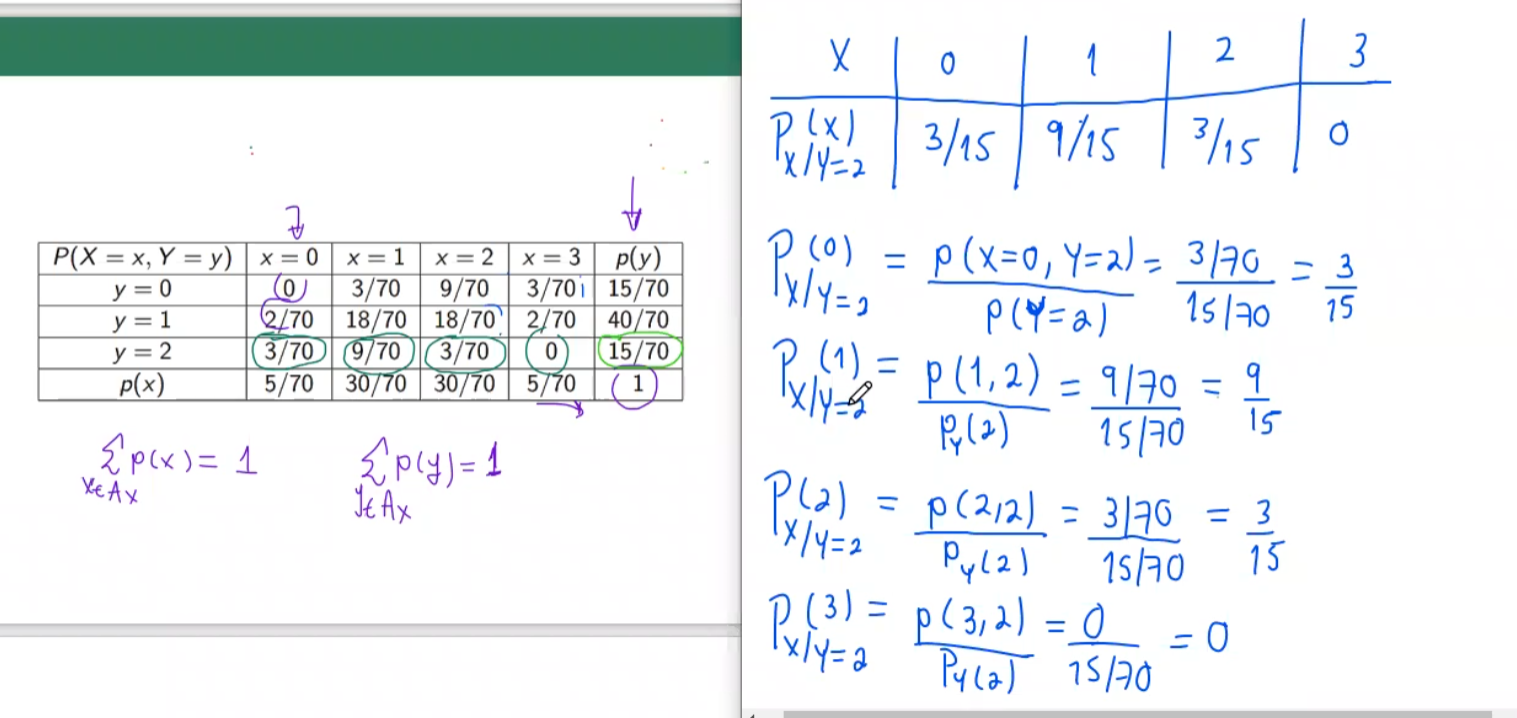 P(X = x, Y = y) x = 0 x = 1 x = 2 x = 3 p(y)
y = 0 0 3/70 9/70 3/70 15/70
y = 1 2/70 18/70 18/70 2/70 40/70
y = 2 3/70 9/70 3/70 0 15/70
p(x) 5/70 30/70 30/70 5/70 1
∑ p(x) = 1 ∑ p(y) = 1
x∈Ax y∈Ax
X 0 1 2 3
P(x) 3/15 9/15 3/15 0
X/Y=2
P(0) = p(X=0, Y=2) = 3/70 = 3
X/Y=2 p(Y=2) 15/70 15
P(1) = p(1,2) = 9/70 = 9
X/Y=2 PY(2) 15/70 15
P(2) = p(2,2) = 3/70 = 3
X/Y=2 PY(2) 15/70 15
P(3) = p(3,2) = 0 = 0
X/Y=2 PY(2) 15/70